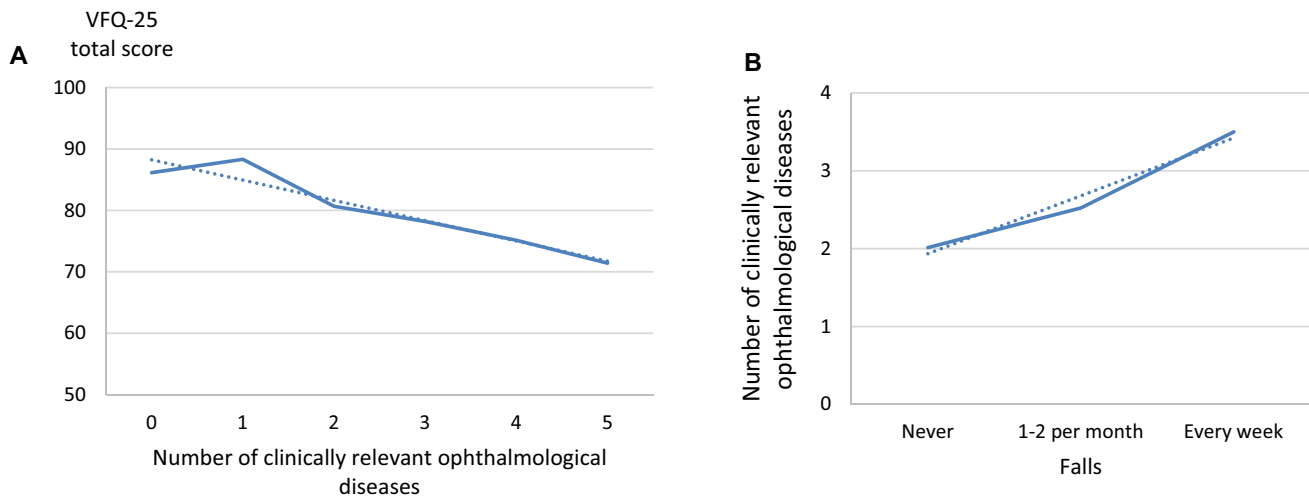 VFQ-25
total score
A
100
90
80
70
60
50
0 1 2 3 4 5
Number of clinically relevant ophthalmological
diseases
B
Number of clinically relevant
ophthalmological diseases
4
3
2
1
0
Never 1-2 per month Every week
Falls